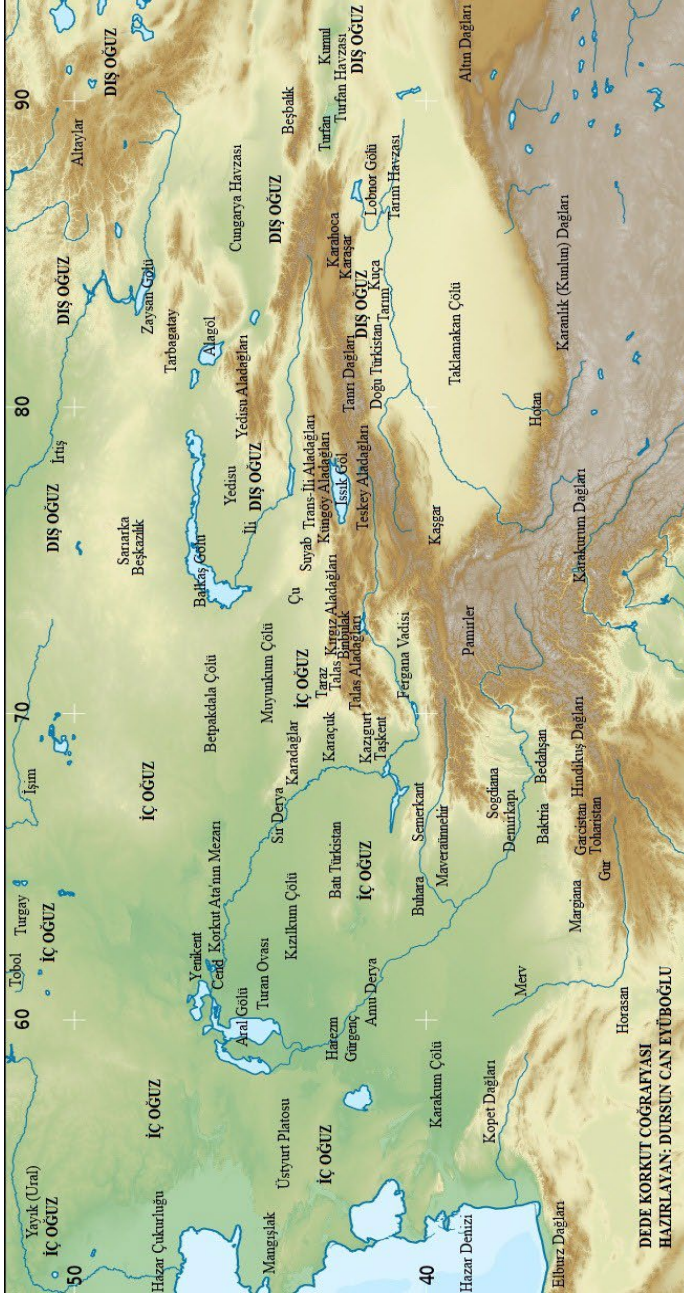 60 70 80 90
Tobol Turgay
Yayık (Ural)
İÇ OĞUZ
İÇ OĞUZ
İşim
DIŞ OĞUZ
İrtış
DIŞ OĞUZ
Altaylar
DIŞ OĞUZ
50
İÇ OĞUZ
İÇ OĞUZ
Sarıarka
Beşkazılık
Zaysan Gölü
Hazar Çukurluğu
Tarbagatay
Yenikent
Cend Korkut Ata'nın Mezarı
Betpakdala Çölü
Balkaş Gölü
Alagöl
Aral Gölü
Turan Ovası
Yedisu
Yedisu Aladağları
Cungarya Havzası
İli DIŞ OĞUZ
DIŞ OĞUZ
Mangışlak
Üstyurt Platosu
Kızılkum Çölü
Sır Derya
Karadağlar
Muyunkum Çölü
Çu
Suyab
Trans-İli Aladağları
Beşbalık
İÇ OĞUZ
İÇ OĞUZ
Küngöy Aladağları
Harezm
Gürgenç
Batı Türkistan
Karaçuk
Taraz
Talas
Kırgız Aladağları
Binbulak
Talas Aladağları
Issık Göl
Teskey Aladağları
Tanrı Dağları
Karahoca
Karaşar
Turfan
Kumul
Turfan Havzası
DIŞ OĞUZ
İÇ OĞUZ
Kazıgurt
Taşkent
DIŞ OĞUZ
Doğu Türkistan
Kuça
Tarım
Lobnor Gölü
Tarım Havzası
Amu Derya
Fergana Vadisi
40
Karakum Çölü
Buhara
Semerkant
Maveraünnehir
Kaşgar
Taklamakan Çölü
Altın Dağları
Hazar Denizi
Kopet Dağları
Merv
Sogdiana
Demirkapı
Pamirler
Baktria
Bedahşan
Hotan
Elburz Dağları
Margiana
Garcistan
Toharistan
Hindikuş Dağları
Karakurum Dağları
Karanlık (Kunlun) Dağları
Gur
Horasan
DEDE KORKUT COĞRAFYASI
HAZIRLAYAN: DURSUN CAN EYÜBOĞLU